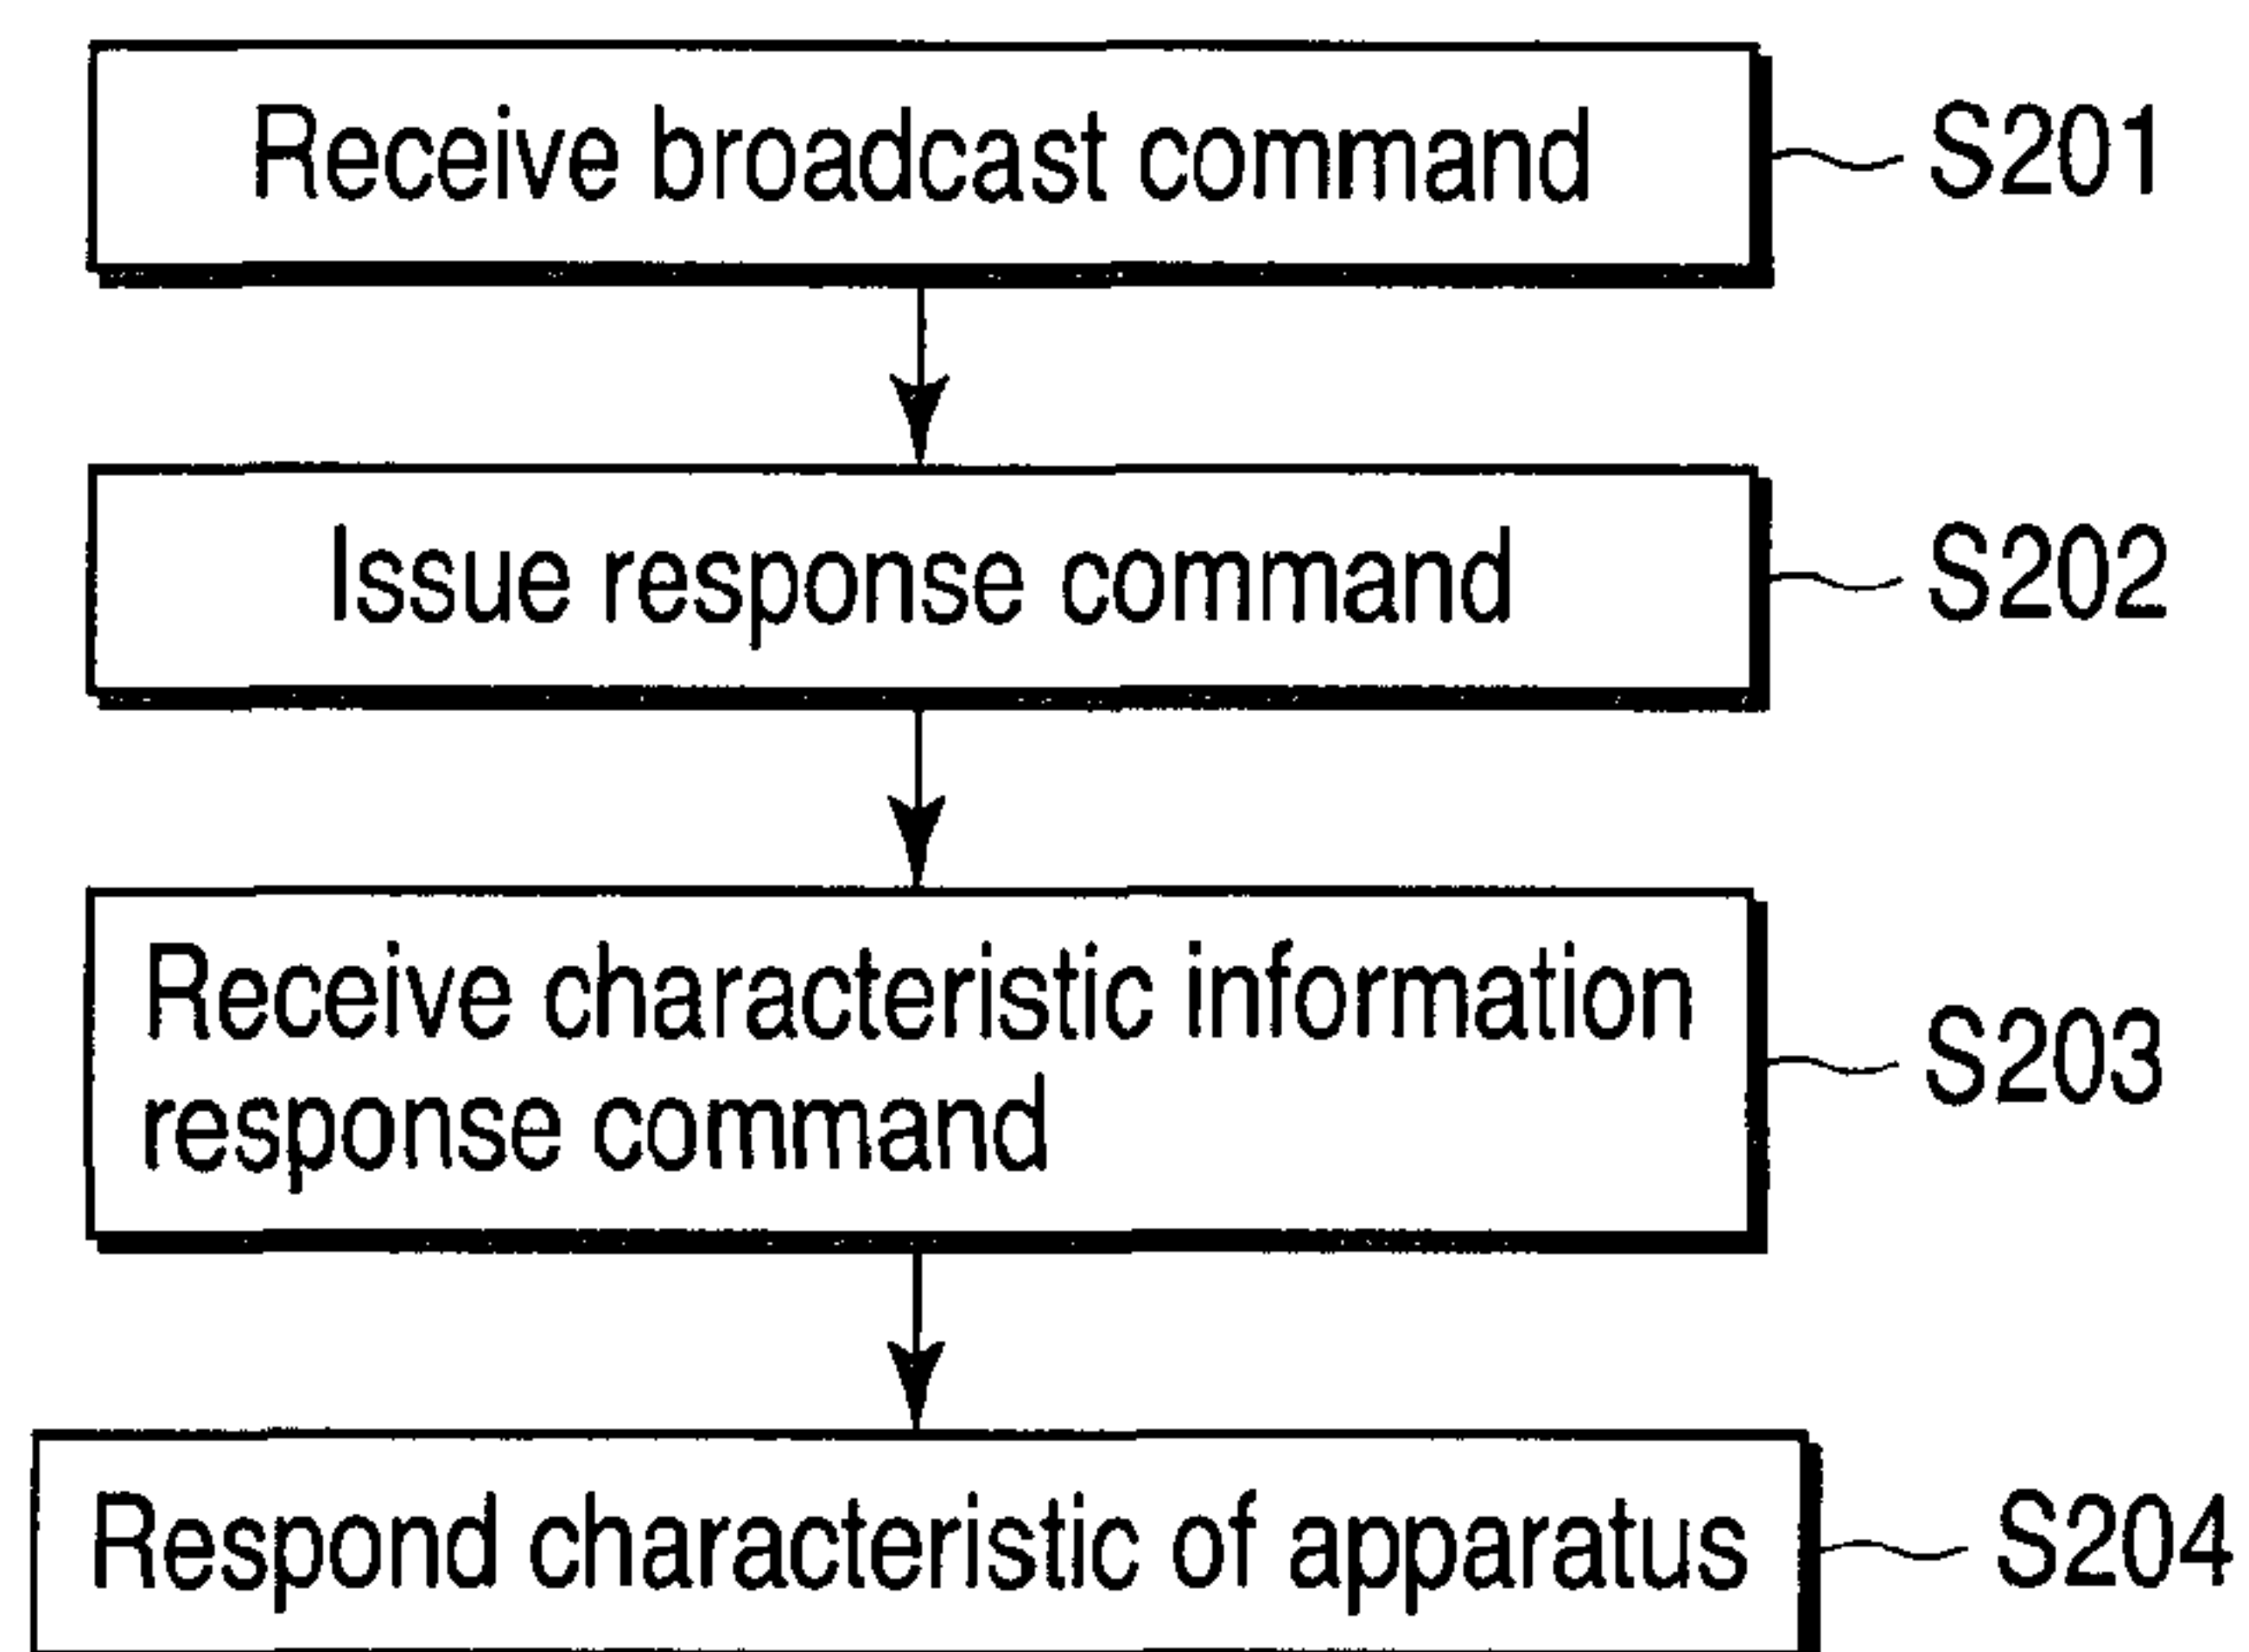 Receive broadcast command S201
Issue response command S202
Receive characteristic information
response command S203
Respond characteristic of apparatus S204